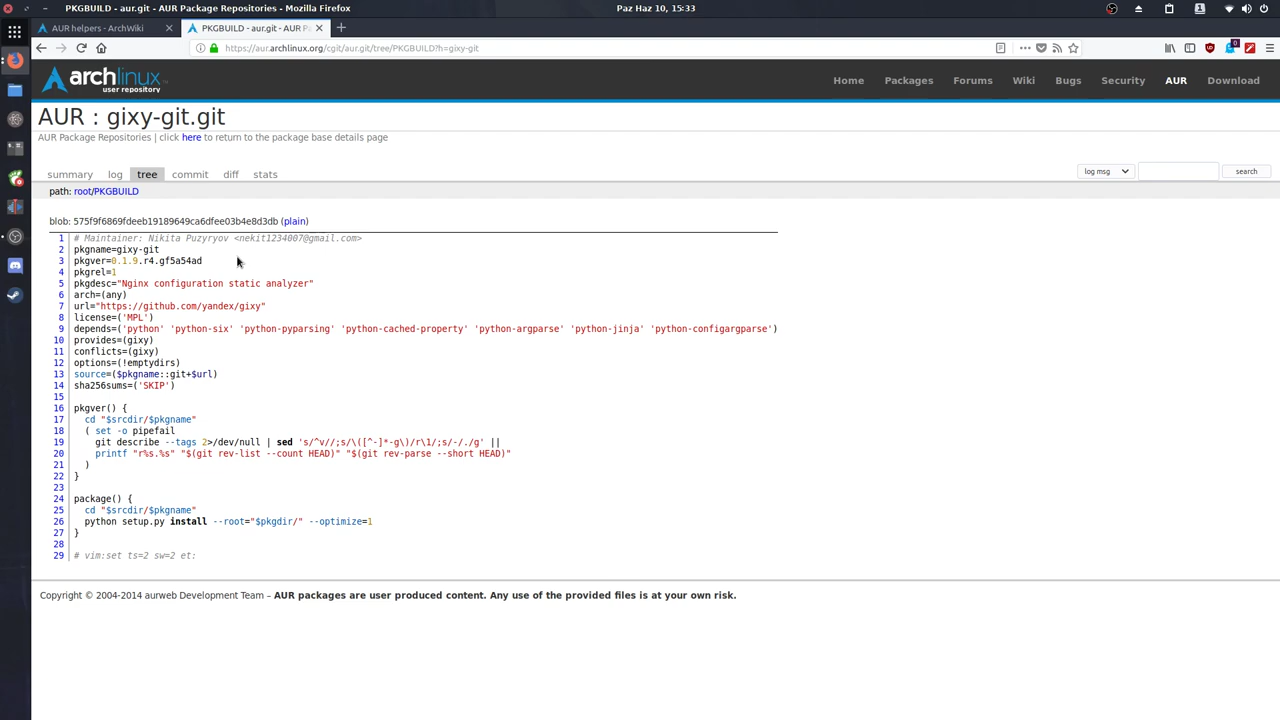 PKGBUILD - aur.git - AUR Package Repositories - Mozilla Firefox
Paz Haz 10, 15:33
1
AUR helpers - ArchWiki
PKGBUILD - aur.git - AUR P
https://aur.archlinux.org/cgit/aur.git/tree/PKGBUILD?h=gixy-git
0
archlinux
user repository
Home
Packages
Forums
Wiki
Bugs
Security
AUR
Download
AUR : gixy-git.git
AUR Package Repositories | click here to return to the package base details page
summary
log
tree
commit
diff
stats
log msg
search
path: root/PKGBUILD
blob: 575f9f6869fdeeb19189649ca6dfee03b4e8d3db (plain)
1 # Maintainer: Nikita Puzyryov <nekit1234007@gmail.com>
2 pkgname=gixy-git
3 pkgver=0.1.9.r4.gf5a54ad
4 pkgrel=1
5 pkgdesc="Nginx configuration static analyzer"
6 arch=(any)
7 url="https://github.com/yandex/gixy"
8 license=('MPL')
9 depends=('python' 'python-six' 'python-pyparsing' 'python-cached-property' 'python-argparse' 'python-jinja' 'python-configargparse')
10 provides=(gixy)
11 conflicts=(gixy)
12 options=(!emptydirs)
13 source=($pkgname::git+$url)
14 sha256sums=('SKIP')
15
16 pkgver() {
17 cd "$srcdir/$pkgname"
18 ( set -o pipefail
19 git describe --tags 2>/dev/null | sed 's/^v//;s/\([^-]*-g\)/r\1/;s/-/./g' ||
20 printf "r%s.%s" "$(git rev-list --count HEAD)" "$(git rev-parse --short HEAD)"
21 )
22 }
23
24 package() {
25 cd "$srcdir/$pkgname"
26 python setup.py install --root="$pkgdir/" --optimize=1
27 }
28
29 # vim:set ts=2 sw=2 et:
Copyright © 2004-2014 aurweb Development Team – AUR packages are user produced content. Any use of the provided files is at your own risk.